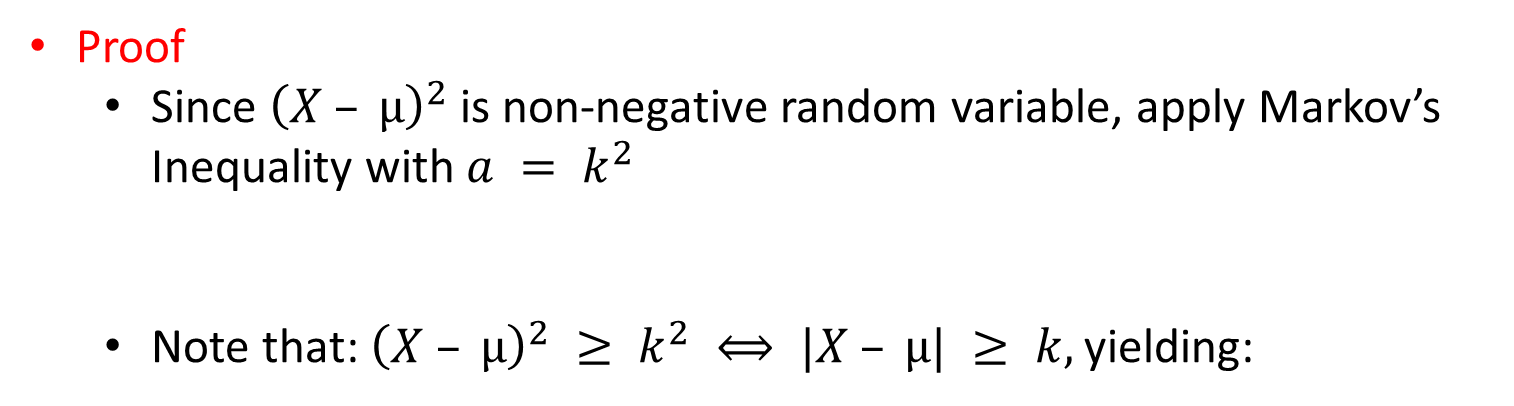 • Proof
• Since (𝑋 – μ)² is non-negative random variable, apply Markov’s
Inequality with 𝑎 = 𝑘²
• Note that: (𝑋 – μ)² ≥ 𝑘² ⟺ |𝑋 – μ| ≥ 𝑘, yielding: